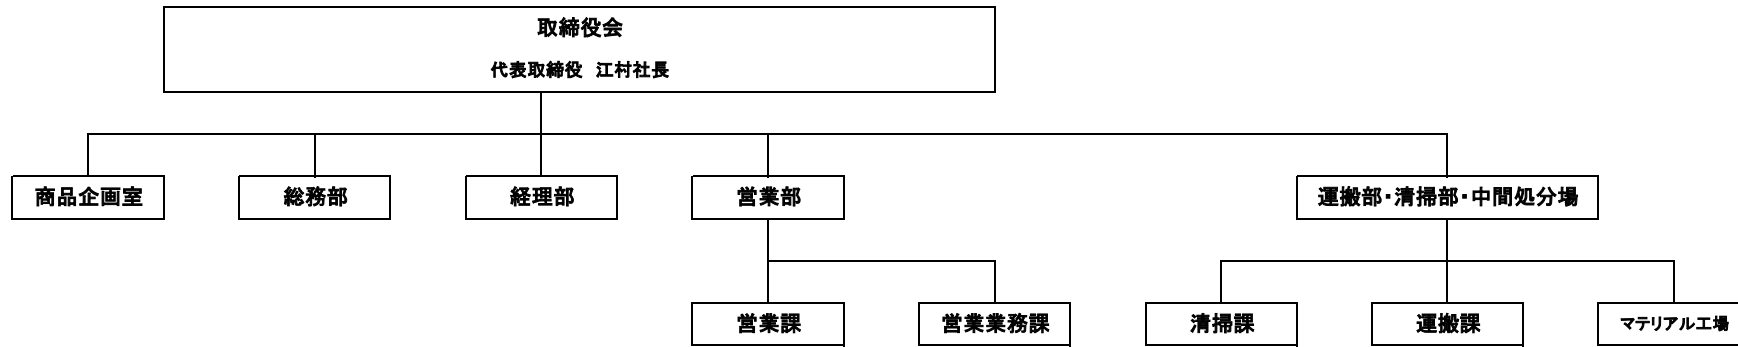 取締役会
代表取締役 江村社長
商品企画室
総務部
経理部
営業部
運搬部・清掃部・中間処分場
営業課
営業業務課
清掃課
運搬課
マテリアル工場